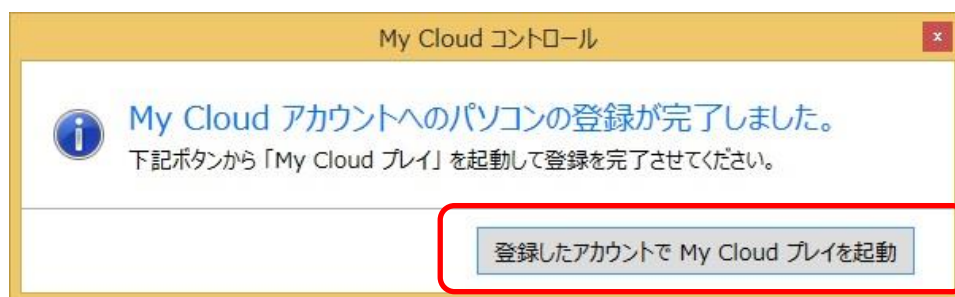 My Cloud コントロール
My Cloud アカウントへのパソコンの登録が完了しました。
下記ボタンから「My Cloud プレイ」を起動して登録を完了させてください。
登録したアカウントで My Cloud プレイを起動